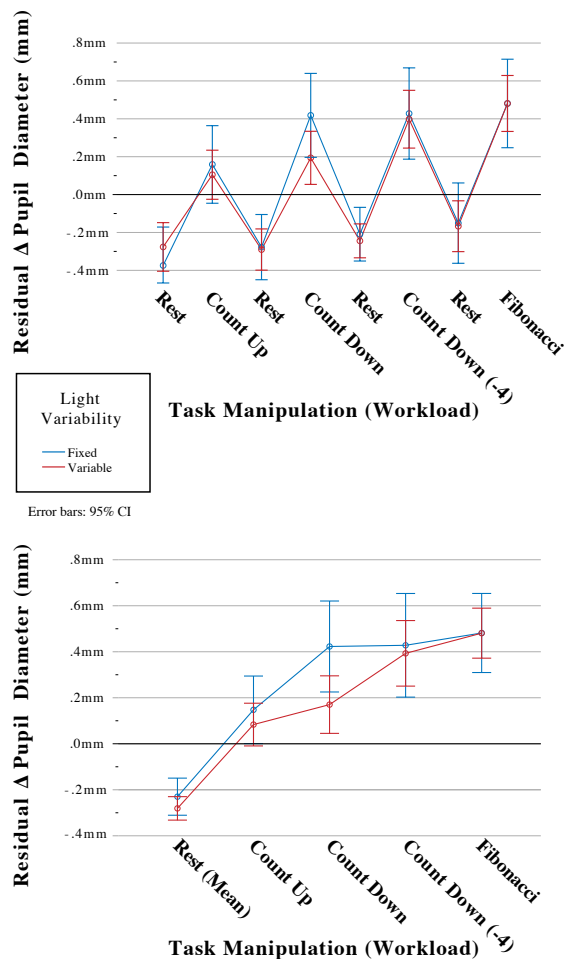 Residual Δ Pupil Diameter (mm)
.8mm
.6mm
.4mm
.2mm
.0mm
-.2mm
-.4mm
Rest
Count Up
Rest
Count Down
Rest
Count Down (-4)
Rest
Fibonacci
Task Manipulation (Workload)
Light
Variability
Fixed
Variable
Error bars: 95% CI
Residual Δ Pupil Diameter (mm)
.8mm
.6mm
.4mm
.2mm
.0mm
-.2mm
-.4mm
Rest (Mean)
Count Up
Count Down
Count Down (-4)
Fibonacci
Task Manipulation (Workload)